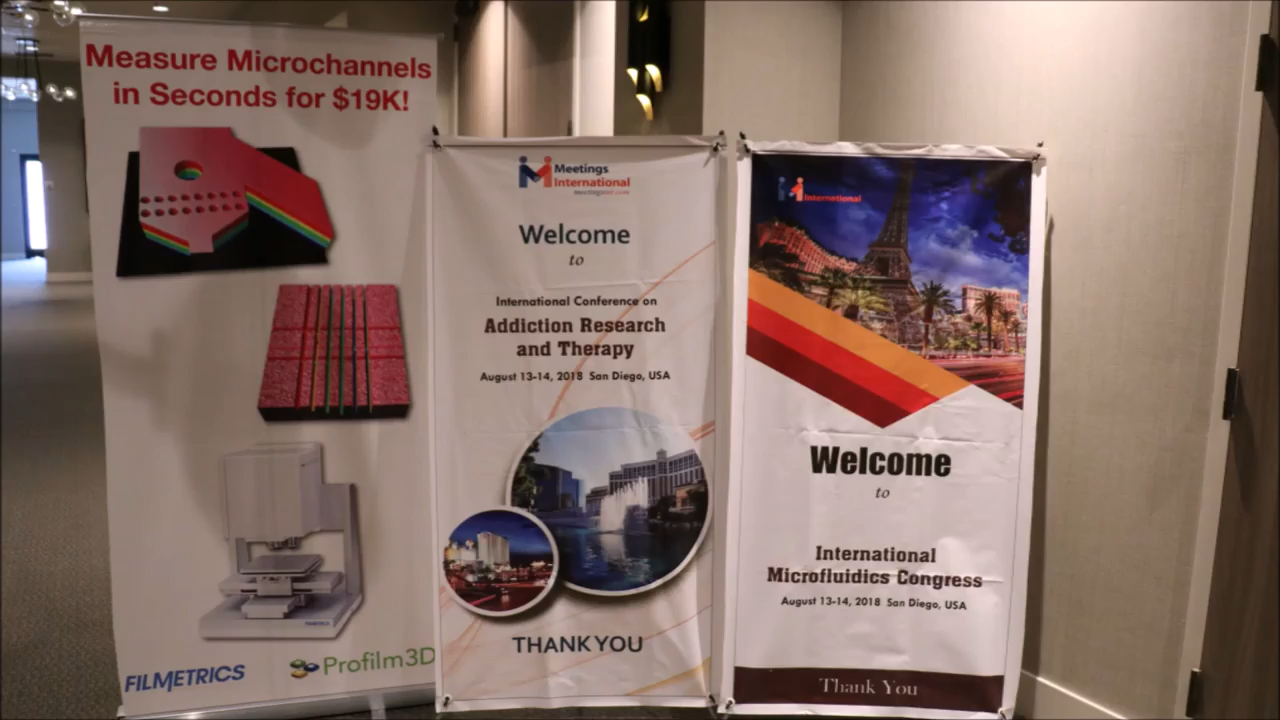 Measure Microchannels
in Seconds for $19K!
FILMETRICS
Profilm3D
Meetings
International
Welcome
to
International Conference on
Addiction Research
and Therapy
August 13-14, 2018 San Diego, USA
THANK YOU
International
Welcome
to
International
Microfluidics Congress
August 13-14, 2018 San Diego, USA
Thank You